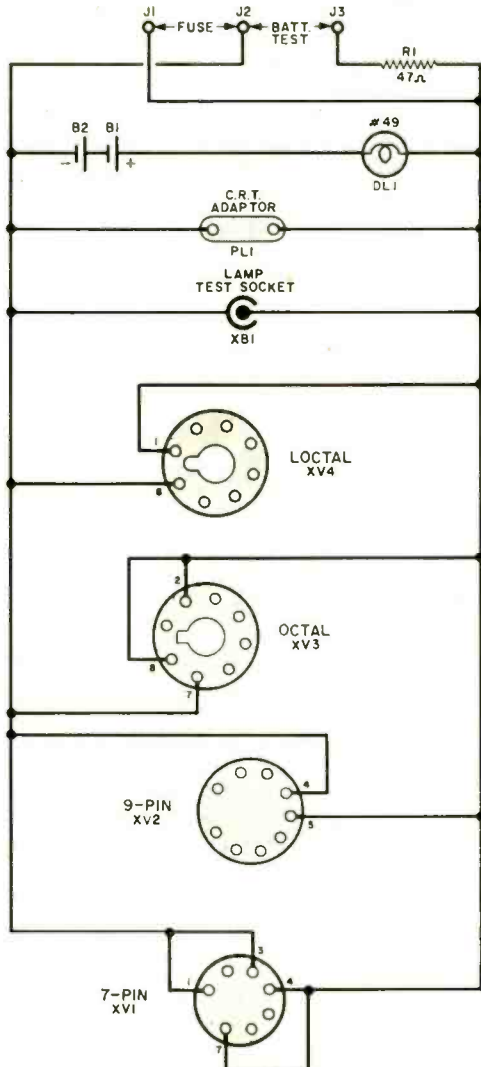 J1 FUSE J2 BATT. J3
TEST
R1
47Ω
B2 B1 #49
- +
DL1
C.R.T.
ADAPTOR
PL1
LAMP
TEST SOCKET
XB1
1
LOCTAL
XV4
8
2
OCTAL
XV3
8
7
4
9-PIN
XV2
5
3
1 4
7-PIN
XV1
7